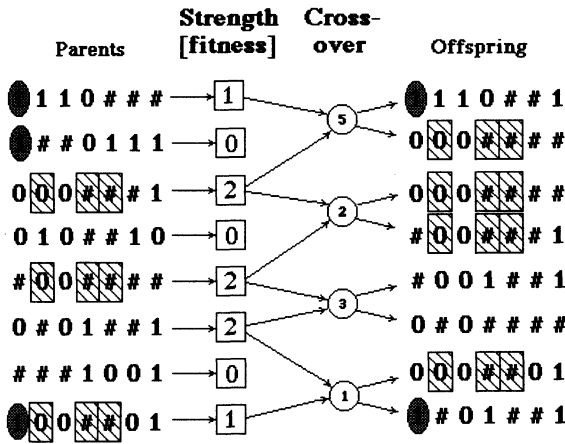 Parents
Strength
[fitness]
Cross-
over
Offspring
1 1 1 0 # # # 1 1 1 1 0 # # 1
5
1 # # 0 1 1 1 0 0 0 0 # # # #
0 0 0 # # # 1 2 0 0 0 # # # #
2
0 1 0 # # 1 0 0 # 0 0 # # # 1
# 0 0 # # # # 2 # 0 0 1 # # 1
3
0 # 0 1 # # 1 2 0 # 0 # # # #
# # # 1 0 0 1 0 0 0 0 # # 0 1
1
1 0 0 # # 0 1 1 1 # 0 1 # # 1